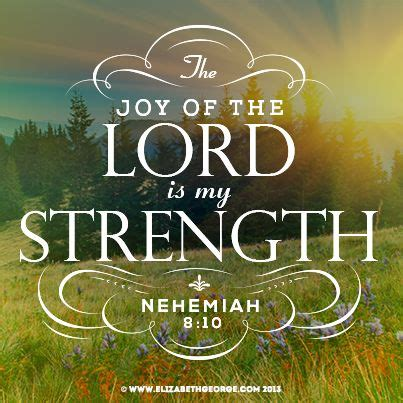 The
JOY OF THE
LORD
is my
STRENGTH
NEHEMIAH
8:10
© WWW.ELIZABETHGEORGE.COM 2013